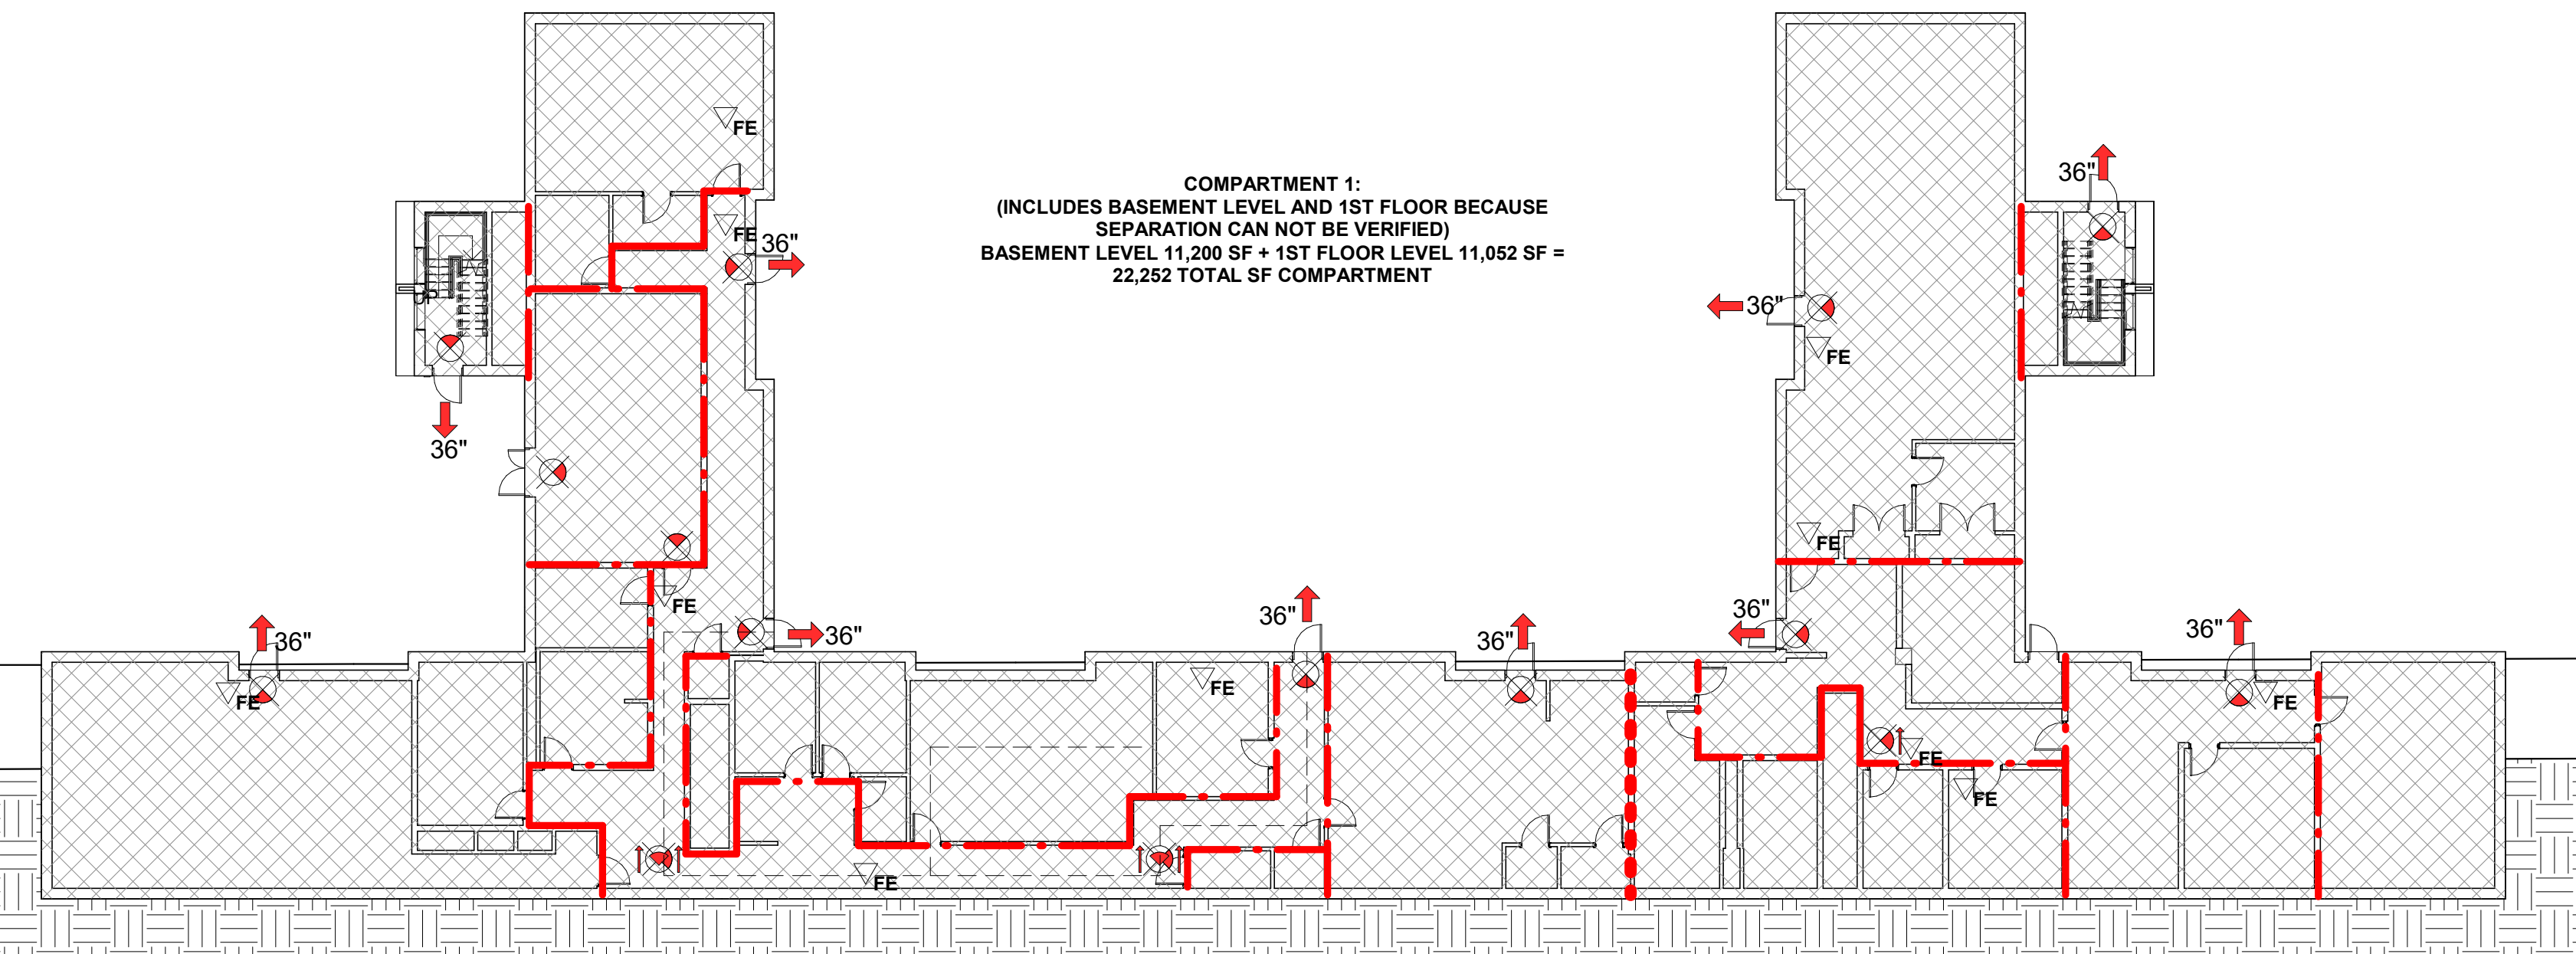 FE
COMPARTMENT 1:
(INCLUDES BASEMENT LEVEL AND 1ST FLOOR BECAUSE
SEPARATION CAN NOT BE VERIFIED)
BASEMENT LEVEL 11,200 SF + 1ST FLOOR LEVEL 11,052 SF =
22,252 TOTAL SF COMPARTMENT
36"
FE
36"
36"
FE
36"
FE
FE
36"
36"
36"
36"
36"
36"
FE
FE
FE
FE
FE
FE